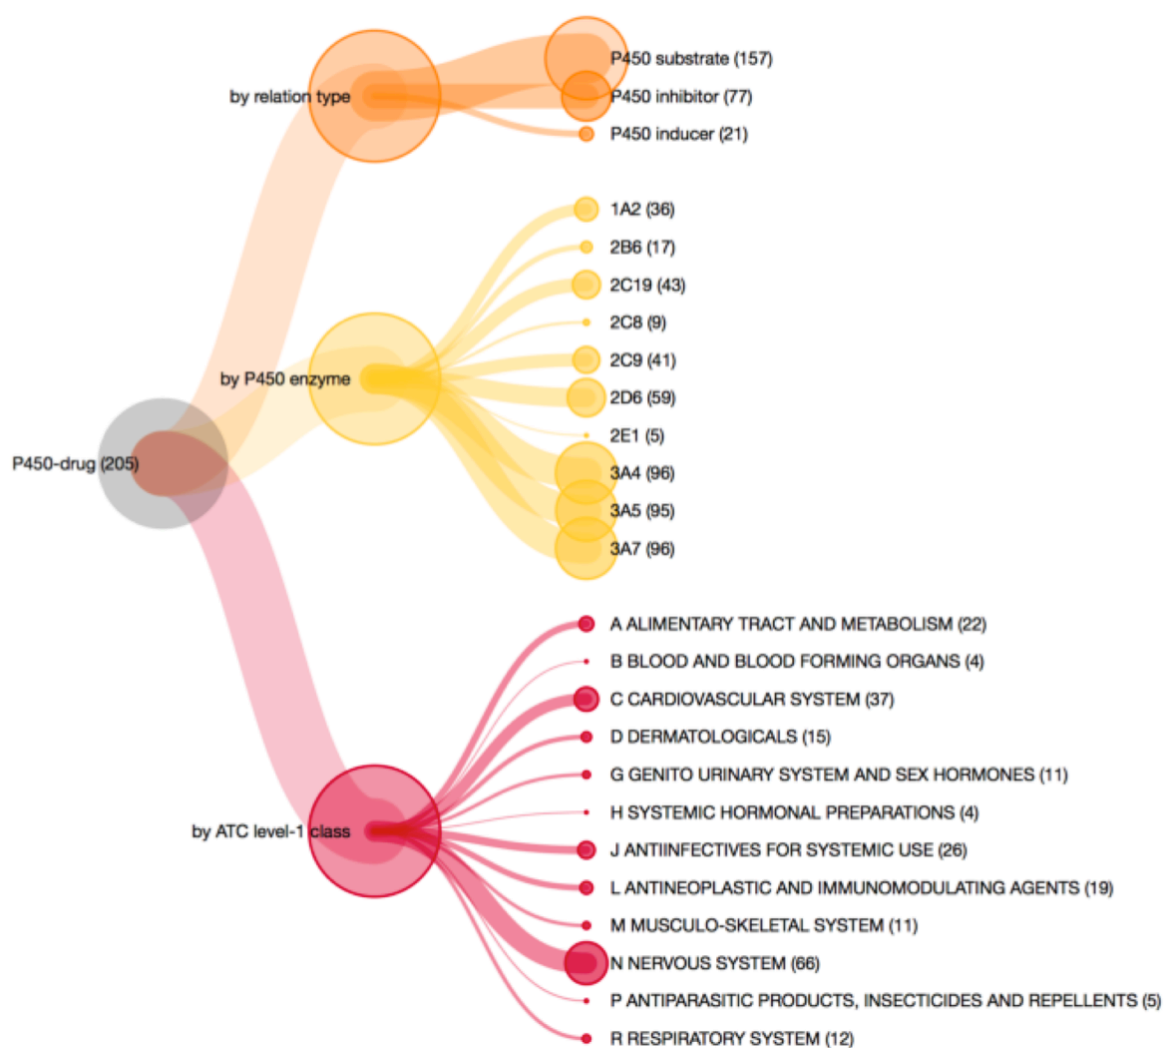 by relation type
P450 substrate (157)
P450 inhibitor (77)
P450 inducer (21)
1A2 (36)
2B6 (17)
2C19 (43)
2C8 (9)
2C9 (41)
by P450 enzyme
2D6 (59)
2E1 (5)
P450-drug (205)
3A4 (96)
3A5 (95)
3A7 (96)
A ALIMENTARY TRACT AND METABOLISM (22)
B BLOOD AND BLOOD FORMING ORGANS (4)
C CARDIOVASCULAR SYSTEM (37)
D DERMATOLOGICALS (15)
G GENITO URINARY SYSTEM AND SEX HORMONES (11)
H SYSTEMIC HORMONAL PREPARATIONS (4)
by ATC level-1 class
J ANTIINFECTIVES FOR SYSTEMIC USE (26)
L ANTINEOPLASTIC AND IMMUNOMODULATING AGENTS (19)
M MUSCULO-SKELETAL SYSTEM (11)
N NERVOUS SYSTEM (66)
P ANTIPARASITIC PRODUCTS, INSECTICIDES AND REPELLENTS (5)
R RESPIRATORY SYSTEM (12)